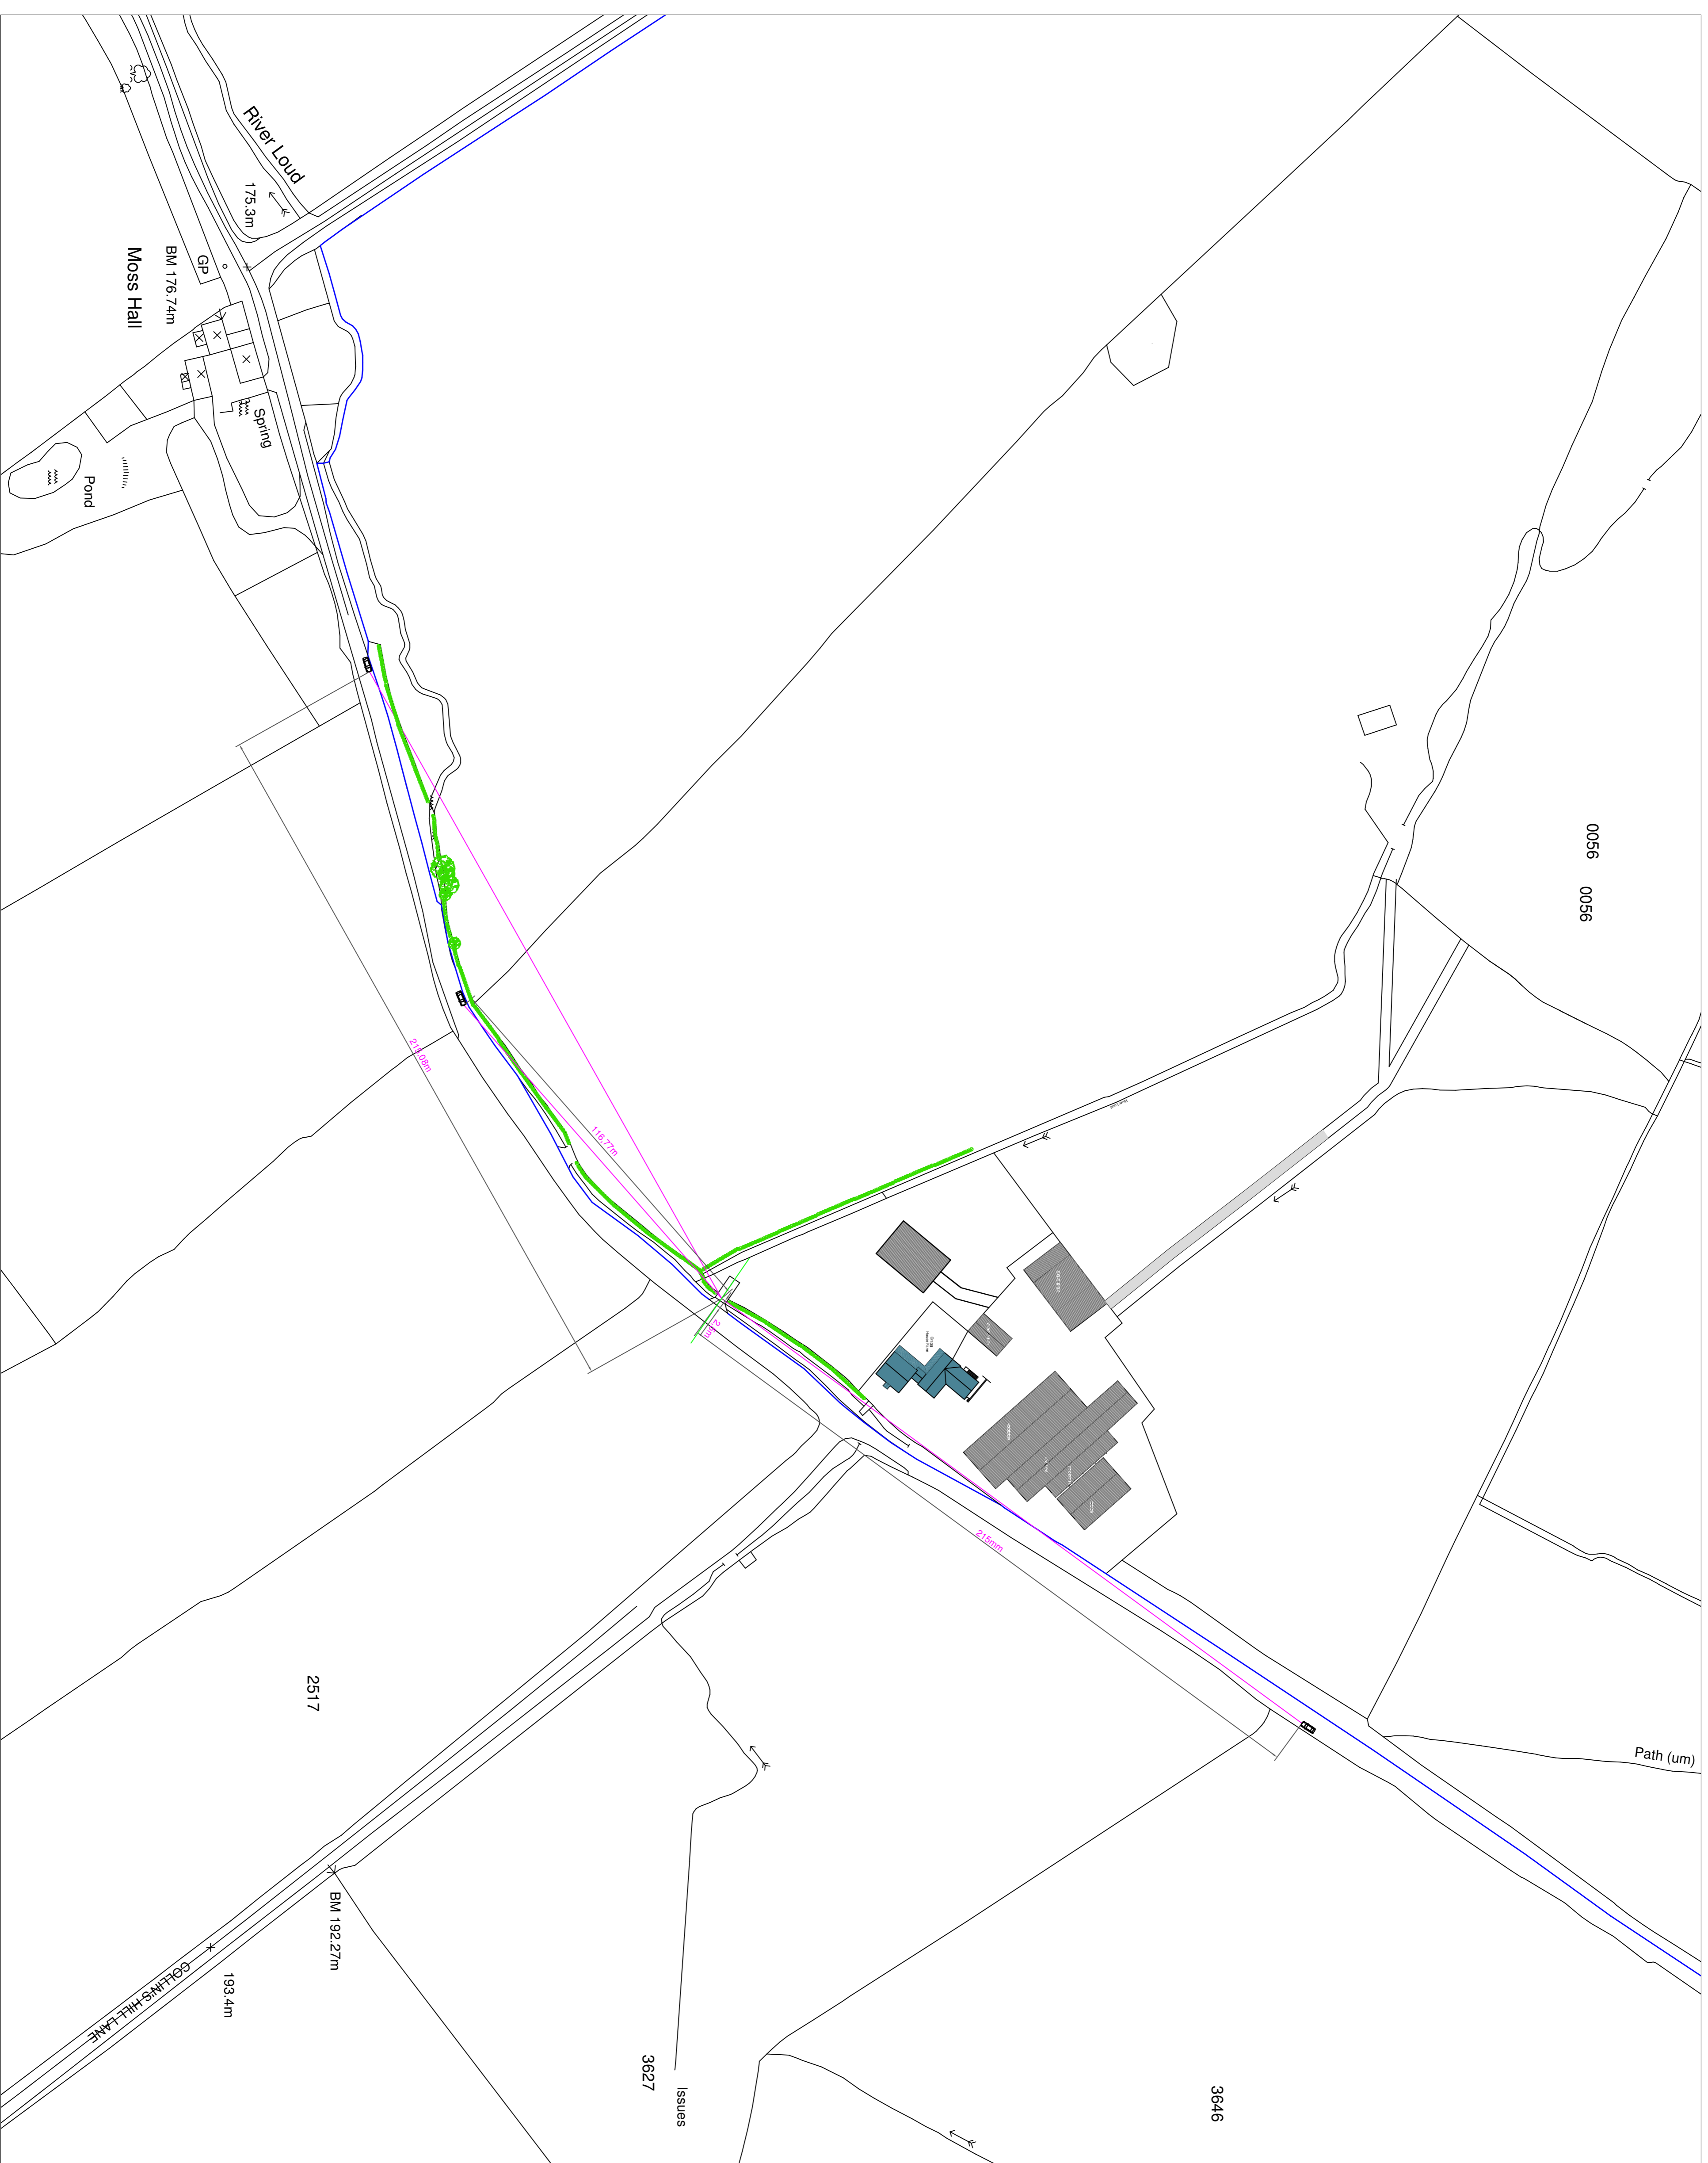 River Loud
175.3m
GP
BM 176.74m
Moss Hall
Spring
Pond
0056
0056
215.08m
116.77m
215mm
2517
Path (um)
BM 192.27m
193.4m
COLLINS HILL LANE
3627
Issues
3646